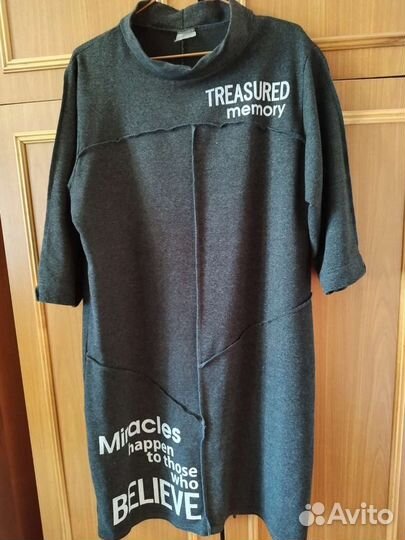 TREASURED
memory
Miracles
happen
to those
who
BELIEVE
Avito